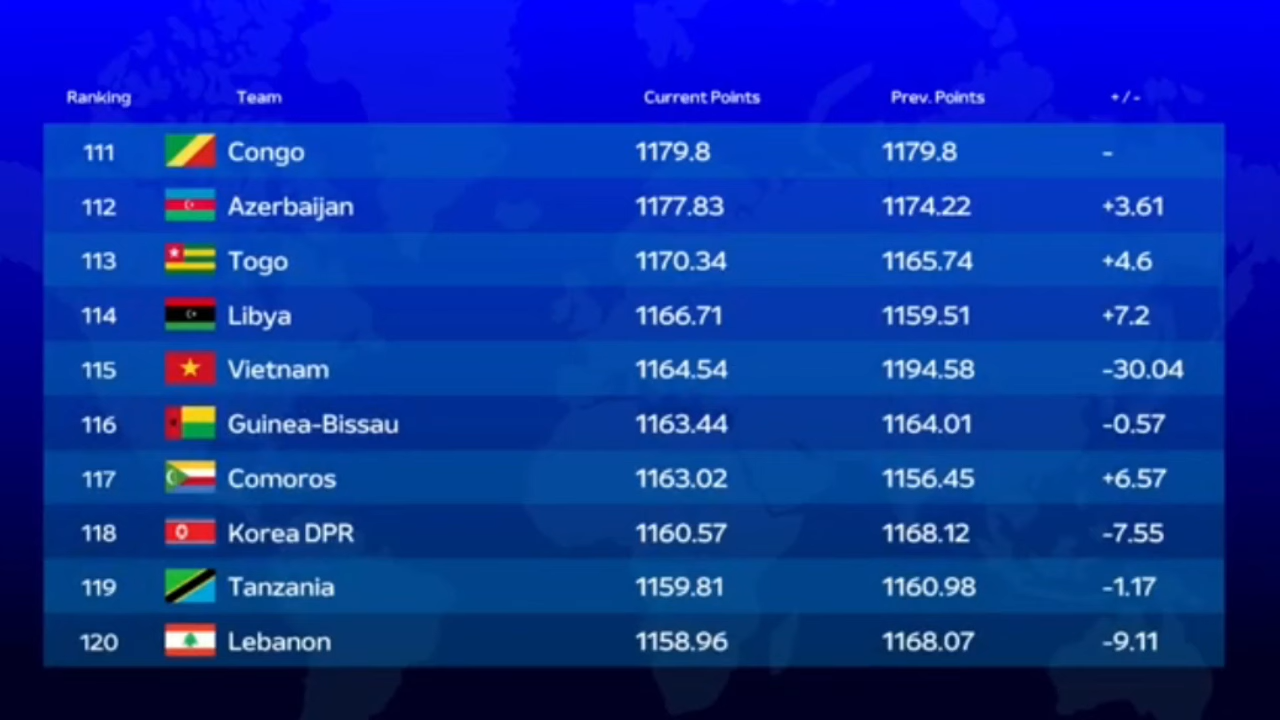 Ranking Team Current Points Prev. Points +/-
111 Congo 1179.8 1179.8 -
112 Azerbaijan 1177.83 1174.22 +3.61
113 Togo 1170.34 1165.74 +4.6
114 Libya 1166.71 1159.51 +7.2
115 Vietnam 1164.54 1194.58 -30.04
116 Guinea-Bissau 1163.44 1164.01 -0.57
117 Comoros 1163.02 1156.45 +6.57
118 Korea DPR 1160.57 1168.12 -7.55
119 Tanzania 1159.81 1160.98 -1.17
120 Lebanon 1158.96 1168.07 -9.11